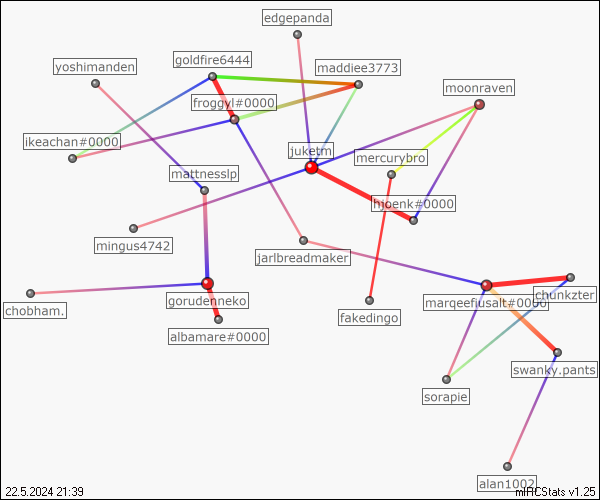 edgepanda
goldfire6444
yoshimanden
maddiee3773
moonraven
froggyl#0000
ikeachan#0000
juketm
mercurybro
mattnesslp
hjoenk#0000
mingus4742
jarlbreadmaker
chobham.
gorudenneko
marqeefiusalt#0000
chunkzter
fakedingo
albamare#0000
swanky.pants
sorapie
alan1002
22.5.2024 21:39
mIRCStats v1.25